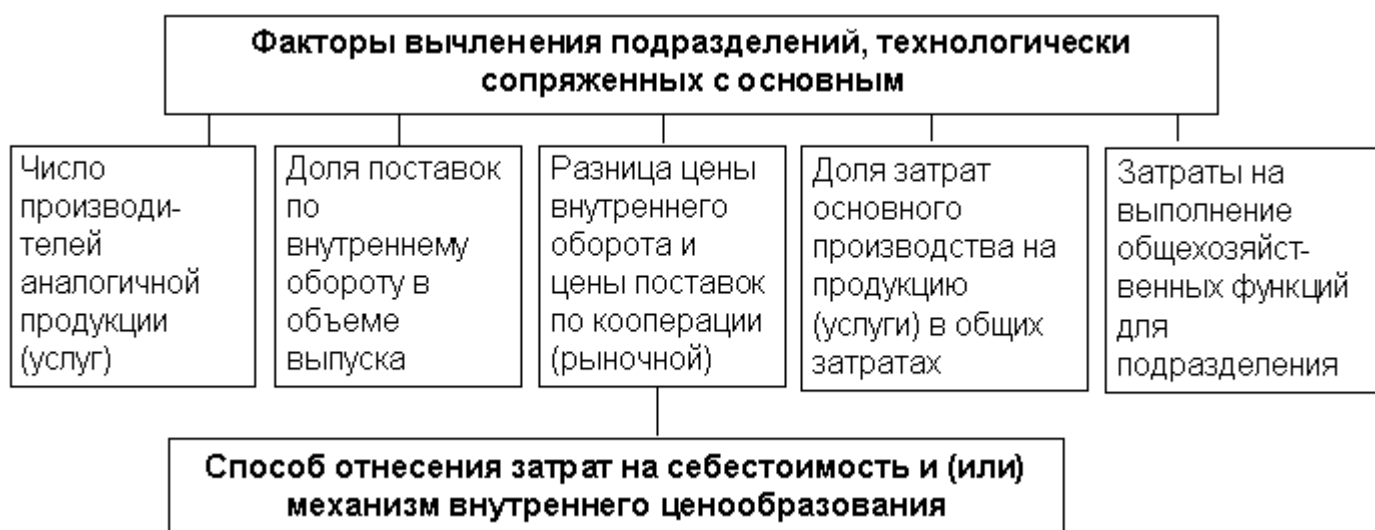 Факторы вычленения подразделений, технологически
сопряженных с основным
Число
производи-
телей
аналогичной
продукции
(услуг)
Доля поставок
по
внутреннему
обороту в
объеме
выпуска
Разница цены
внутреннего
оборота и
цены поставок
по кооперации
(рыночной)
Доля затрат
основного
производства на
продукцию
(услуги) в общих
затратах
Затраты на
выполнение
общехозяйст-
венных функций
для
подразделения
Способ отнесения затрат на себестоимость и (или)
механизм внутреннего ценообразования